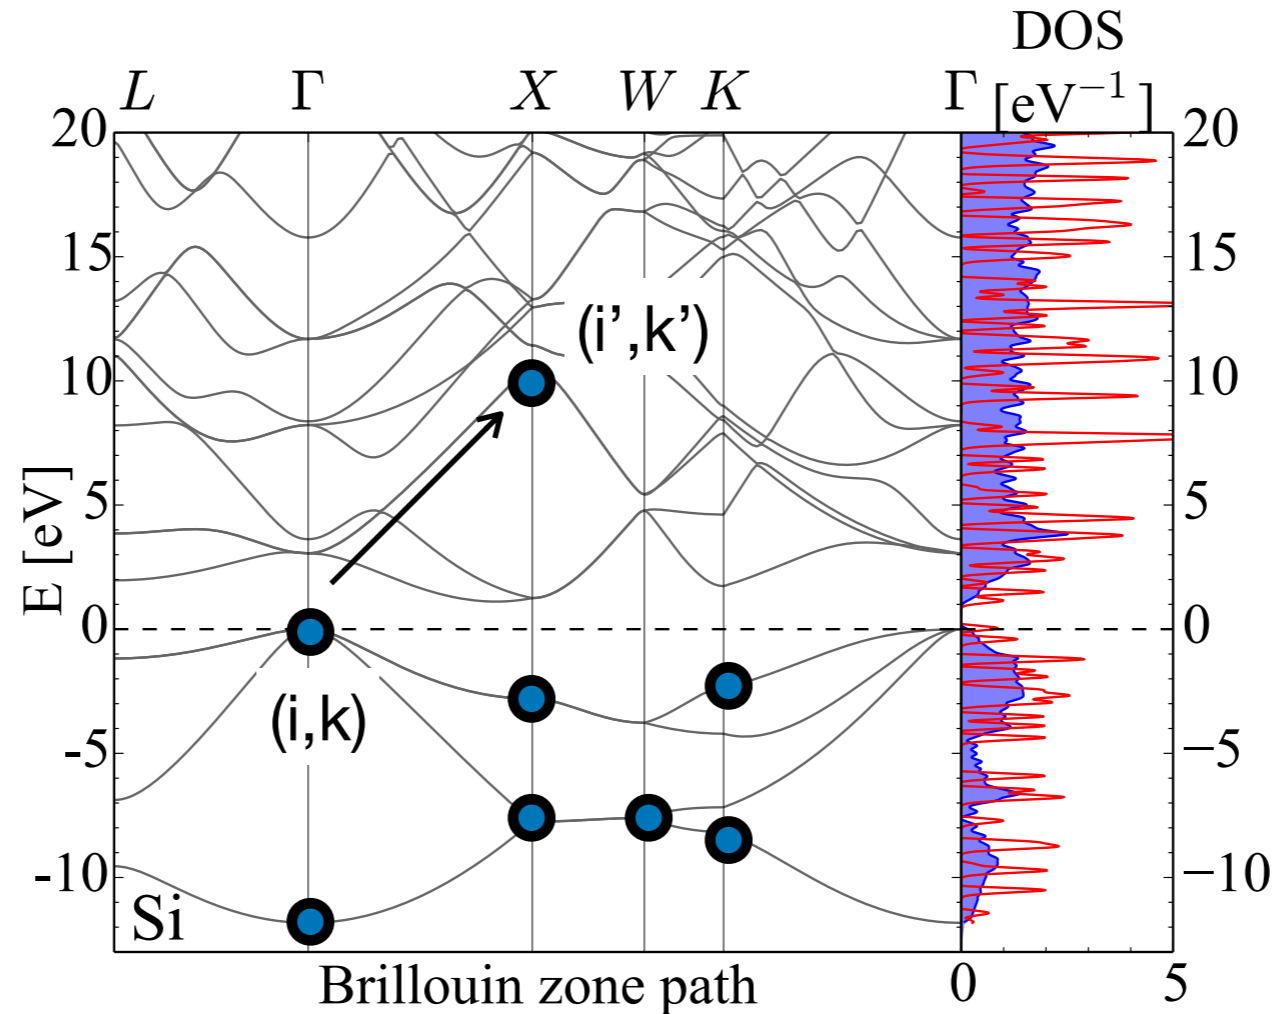 DOS
[eV⁻¹]
L Γ X W K Γ
20 20
15 15
10 10
5 5
0 0
-5 −5
-10 −10
E [eV]
(i',k')
(i,k)
Si
Brillouin zone path
0 5